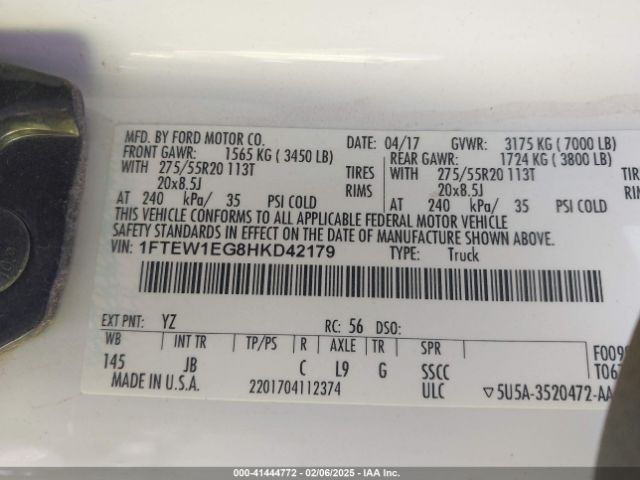 MFD. BY FORD MOTOR CO.
DATE: 04/17 GVWR: 3175 KG ( 7000 LB)
FRONT GAWR: 1565 KG ( 3450 LB)
REAR GAWR: 1724 KG ( 3800 LB)
WITH 275/55R20 113T TIRES
WITH 275/55R20 113T TIRES
20x8.5J RIMS
20x8.5J RIMS
AT 240 kPa/ 35 PSI COLD
AT 240 kPa/ 35 PSI COLD
THIS VEHICLE CONFORMS TO ALL APPLICABLE FEDERAL MOTOR VEHICLE
SAFETY STANDARDS IN EFFECT ON THE DATE OF MANUFACTURE SHOWN ABOVE.
VIN: 1FTEW1EG8HKD42179 TYPE: Truck
EXT PNT: YZ RC: 56 DSO:
WB INT TR TP/PS R AXLE TR SPR
145 JB C L9 G SSCC
MADE IN U.S.A. 2201704112374 ULC ▽5U5A-3520472-AA
000-41444772 - 02/06/2025 - IAA Inc.